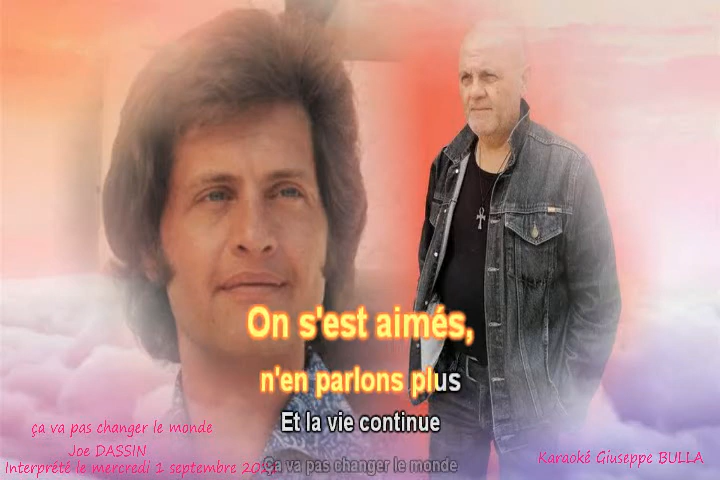 On s'est aimés,
n'en parlons plus
Et la vie continue
Ça va pas changer le monde
ça va pas changer le monde
Joe DASSIN
Interprété le mercredi 1 septembre
Karaoké Giuseppe BULLA